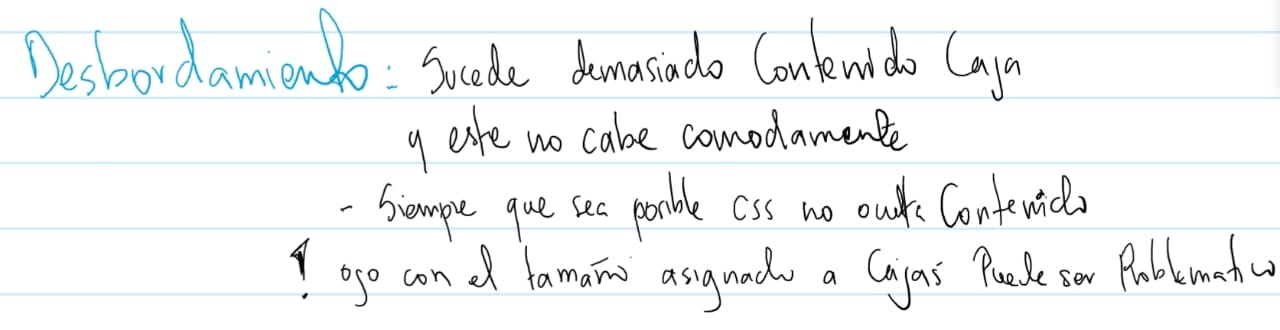 Desbordamiento: Sucede demasiado Contenido Caja
y este no cabe comodamente
- Siempre que sea posible CSS no oculta Contenido
! ojo con el tamaño asignado a Cajas Puede ser Problematico